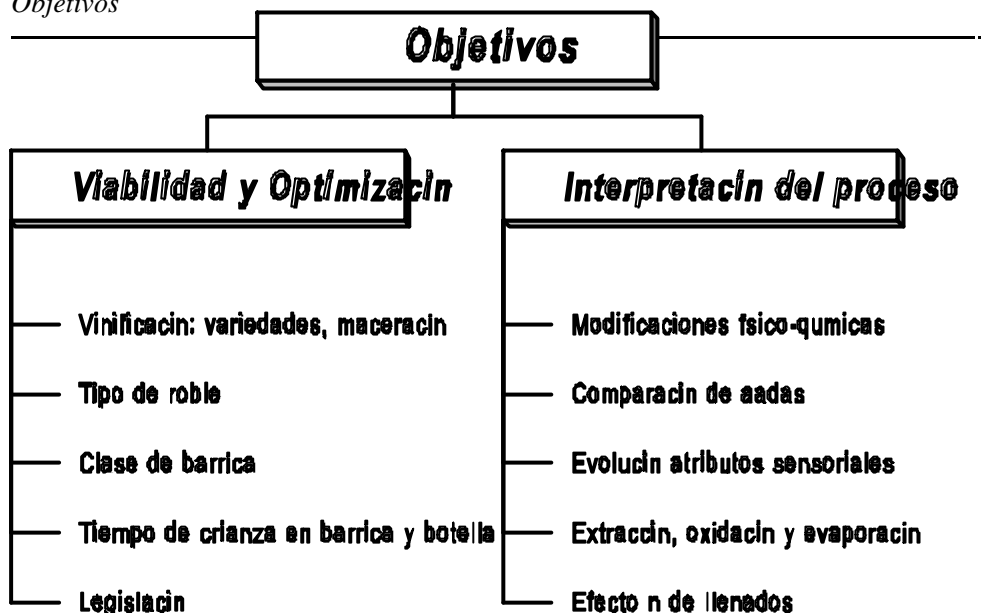 Objetivos
Objetivos
Viabilidad y Optimizacin
Vinificacin: variedades, maceracin
Tipo de roble
Clase de barrica
Tiempo de crianza en barrica y botella
Legislacin
Interpretacin del proceso
Modificaciones fsico-qumicas
Comparacin de aadas
Evolucin atributos sensoriales
Extraccin, oxidacin y evaporacin
Efecto n de llenados